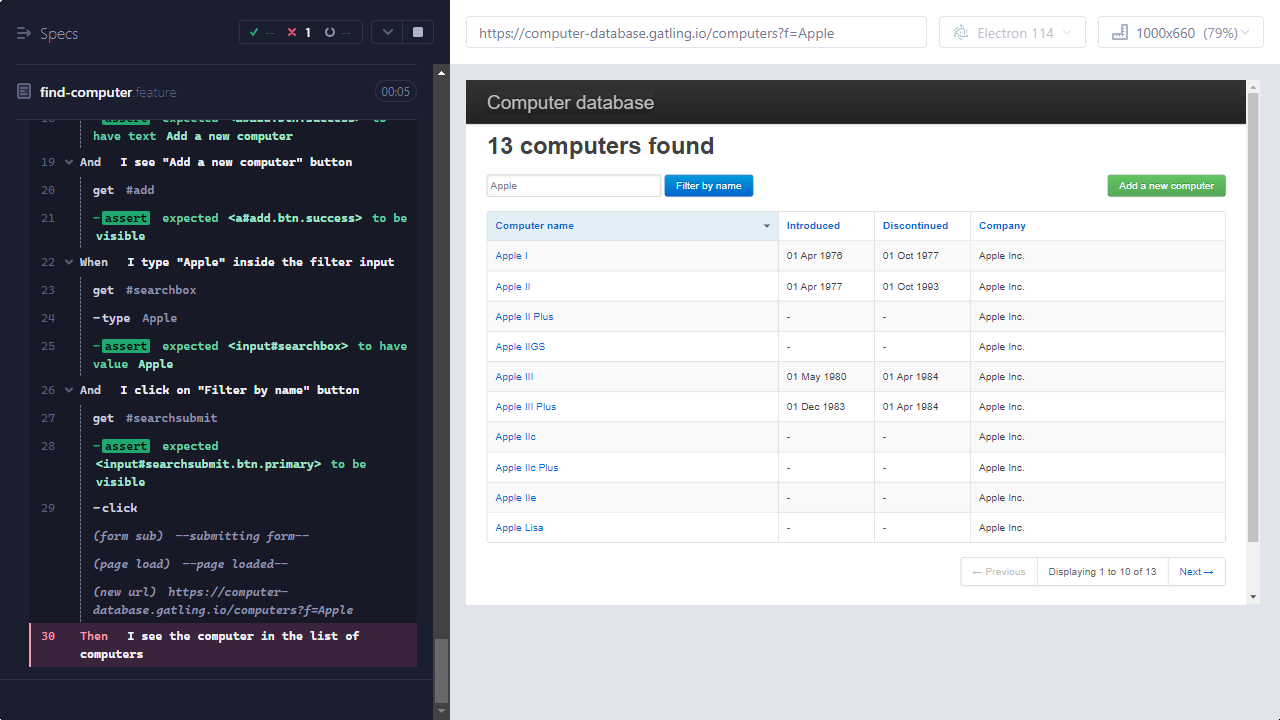 Specs
-- 1 --
find-computer.feature
00:05
18 - assert expected <a#add.btn.success> to
have text Add a new computer
19 And I see "Add a new computer" button
20 get #add
21 -assert expected <a#add.btn.success> to be
visible
22 When I type "Apple" inside the filter input
23 get #searchbox
24 -type Apple
25 -assert expected <input#searchbox> to have
value Apple
26 And I click on "Filter by name" button
27 get #searchsubmit
28 -assert expected
<input#searchsubmit.btn.primary> to be
visible
29 -click
(form sub) --submitting form--
(page load) --page loaded--
(new url) https://computer-
database.gatling.io/computers?f=Apple
30 Then I see the computer in the list of
computers
https://computer-database.gatling.io/computers?f=Apple
Electron 114
1000x660 (79%)
Computer database
13 computers found
Apple Filter by name Add a new computer
Computer name Introduced Discontinued Company
Apple I 01 Apr 1976 01 Oct 1977 Apple Inc.
Apple II 01 Apr 1977 01 Oct 1993 Apple Inc.
Apple II Plus - - Apple Inc.
Apple IIGS - - Apple Inc.
Apple III 01 May 1980 01 Apr 1984 Apple Inc.
Apple III Plus 01 Dec 1983 01 Apr 1984 Apple Inc.
Apple IIc - - Apple Inc.
Apple IIc Plus - - Apple Inc.
Apple IIe - - Apple Inc.
Apple Lisa - - Apple Inc.
← Previous Displaying 1 to 10 of 13 Next →